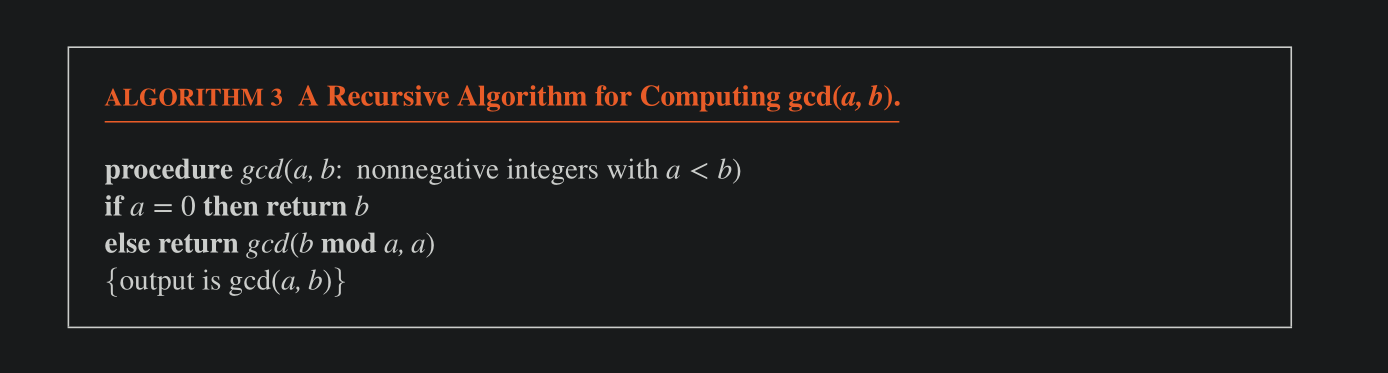 ALGORITHM 3 A Recursive Algorithm for Computing gcd(a, b).
procedure gcd(a, b: nonnegative integers with a < b)
if a = 0 then return b
else return gcd(b mod a, a)
{output is gcd(a, b)}